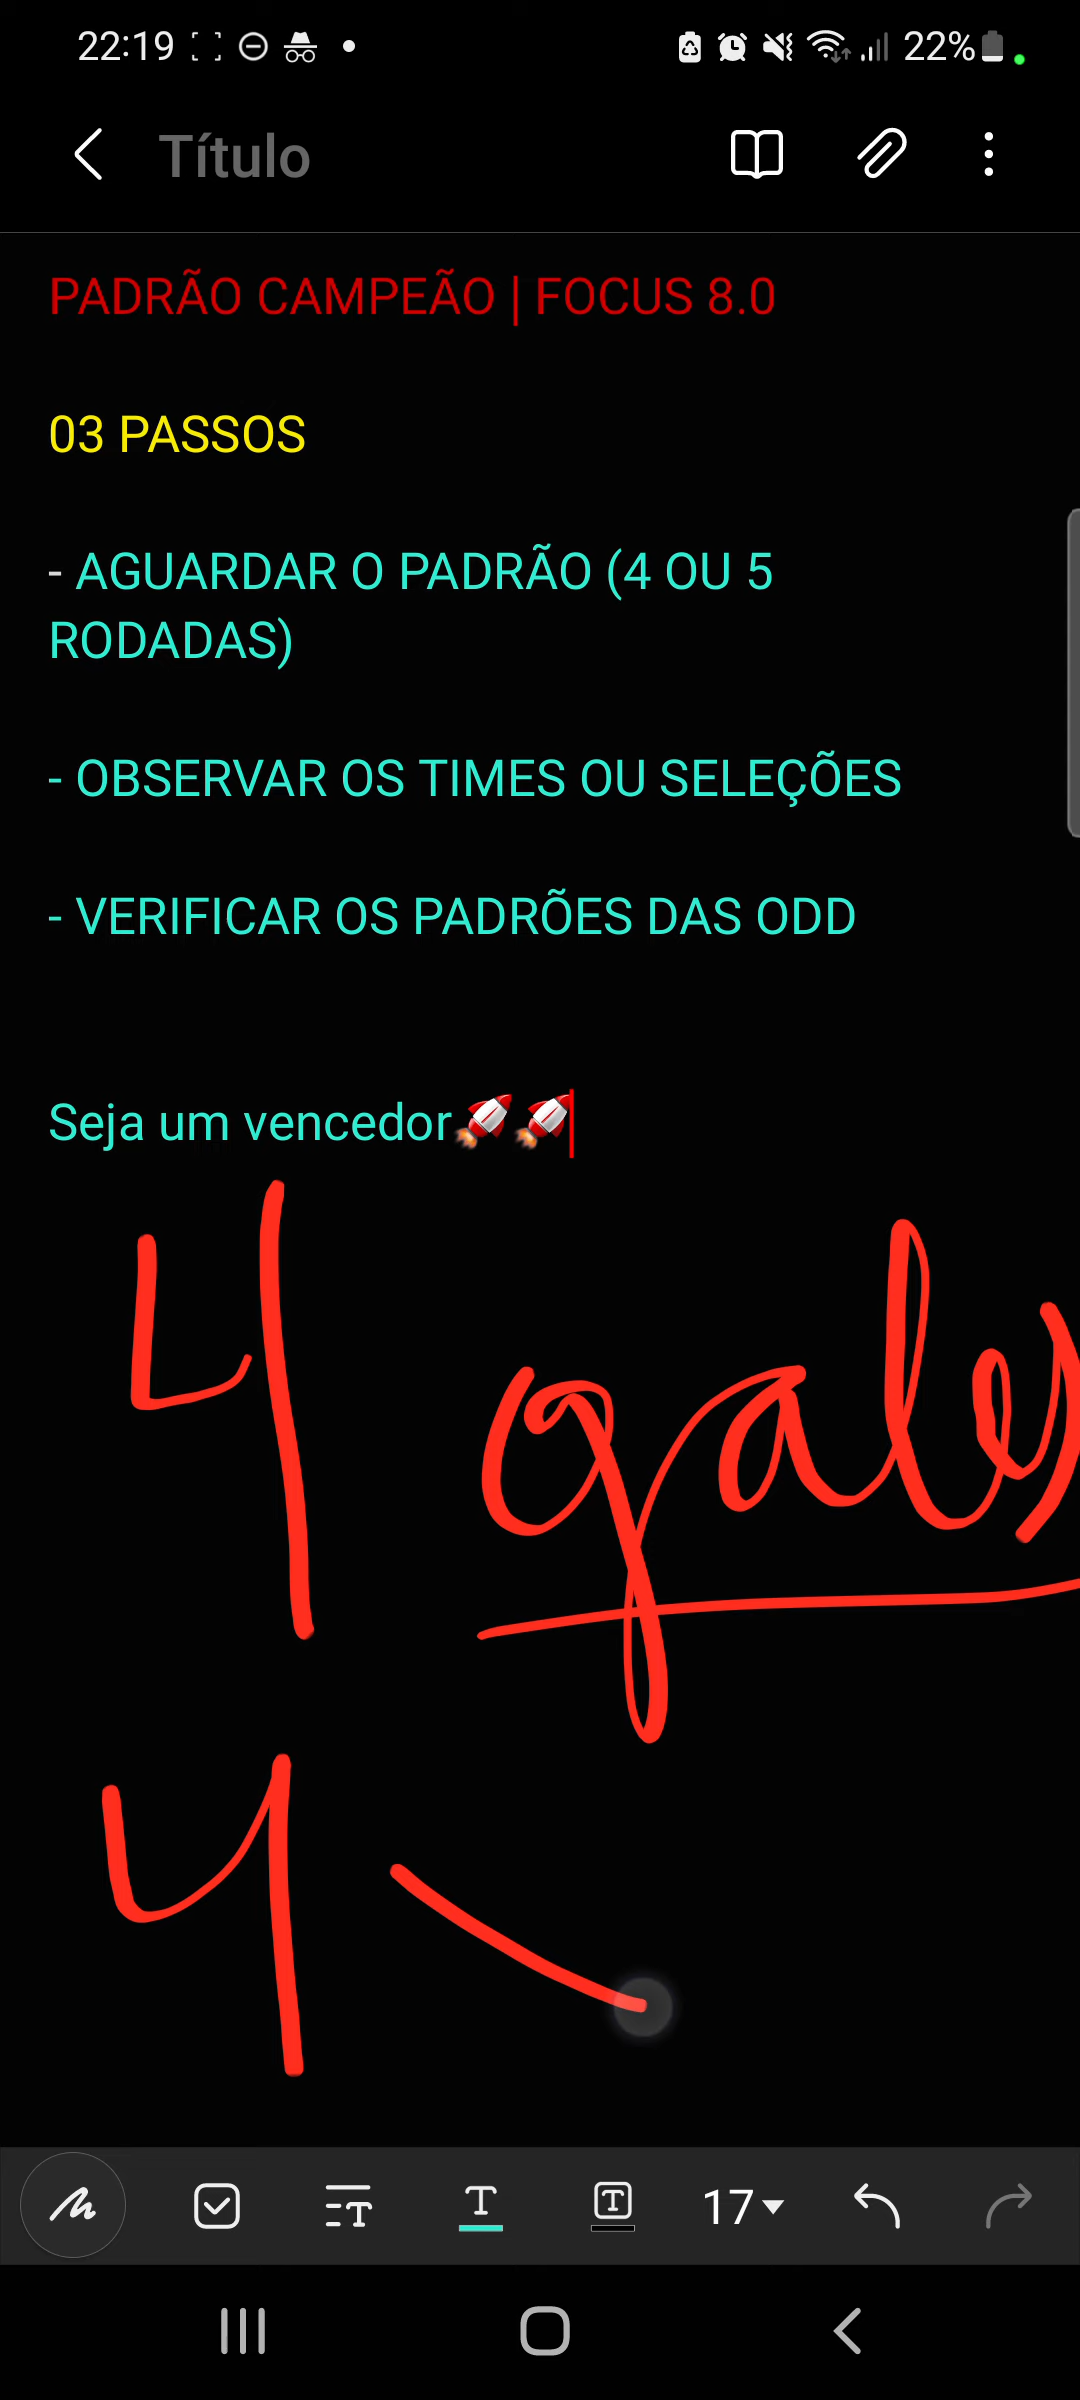 22:19
22%
Título
PADRÃO CAMPEÃO | FOCUS 8.0
03 PASSOS
- AGUARDAR O PADRÃO (4 OU 5
RODADAS)
- OBSERVAR OS TIMES OU SELEÇÕES
- VERIFICAR OS PADRÕES DAS ODD
Seja um vencedor🚀🚀
4 gales
4
17